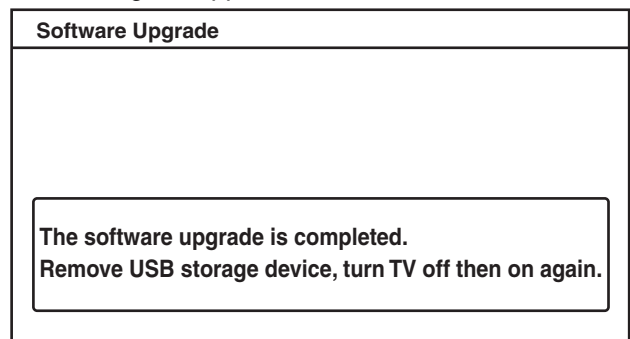 Software Upgrade
The software upgrade is completed.
Remove USB storage device, turn TV off then on again.